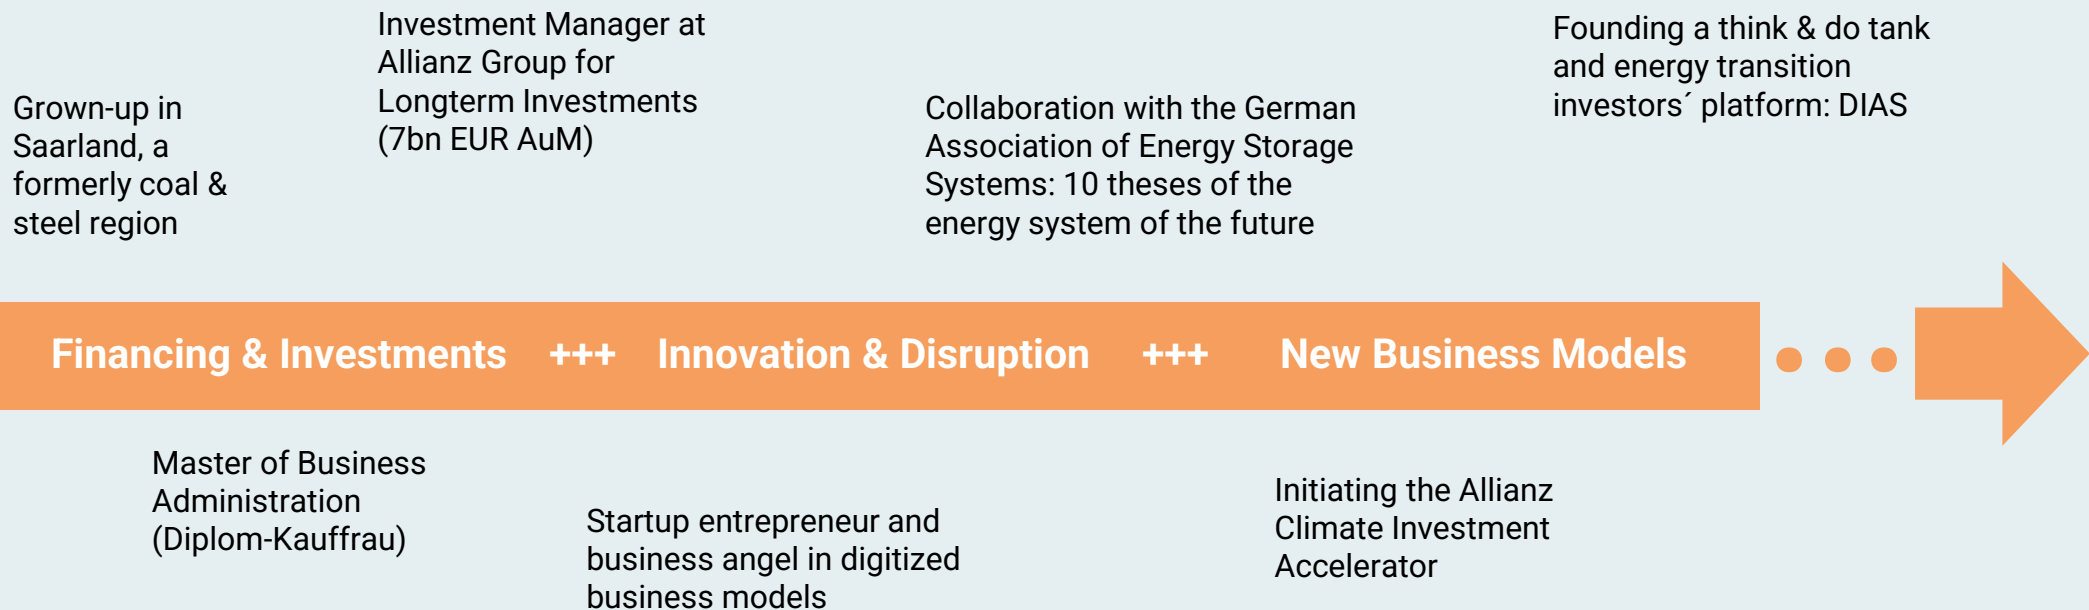 Grown-up in
Saarland, a
formerly coal &
steel region
Investment Manager at
Allianz Group for
Longterm Investments
(7bn EUR AuM)
Collaboration with the German
Association of Energy Storage
Systems: 10 theses of the
energy system of the future
Founding a think & do tank
and energy transition
investors´ platform: DIAS
Financing & Investments +++ Innovation & Disruption +++ New Business Models
Master of Business
Administration
(Diplom-Kauffrau)
Startup entrepreneur and
business angel in digitized
business models
Initiating the Allianz
Climate Investment
Accelerator